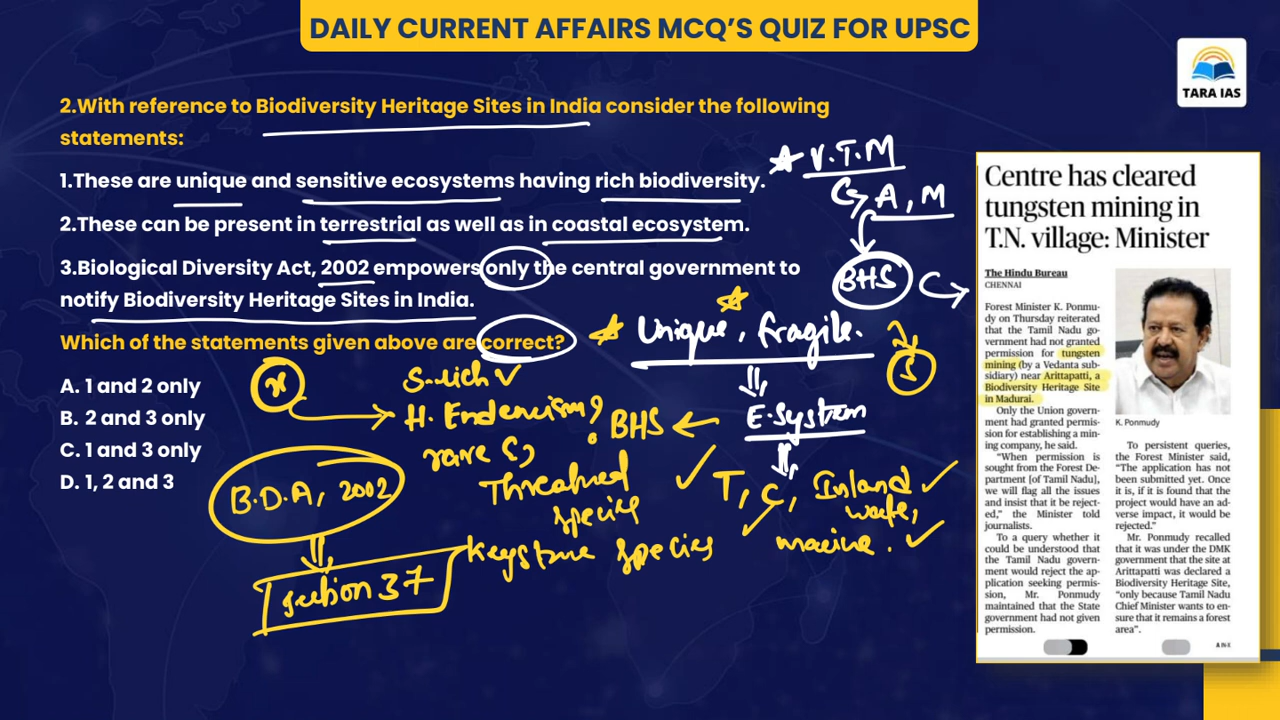 DAILY CURRENT AFFAIRS MCQ'S QUIZ FOR UPSC
TARA IAS
2.With reference to Biodiversity Heritage Sites in India consider the following
statements:
1.These are unique and sensitive ecosystems having rich biodiversity.
2.These can be present in terrestrial as well as in coastal ecosystem.
3.Biological Diversity Act, 2002 empowers only the central government to
notify Biodiversity Heritage Sites in India.
Which of the statements given above are correct?
A. 1 and 2 only
B. 2 and 3 only
C. 1 and 3 only
D. 1, 2 and 3
V.T.M
A, M
BHS
Unique, fragile.
E-System
T, C, Inland
marine.
S-rich
H. Endemism
BHS
rare
species
Keystone species
B.D.A, 2002
Section 37
Centre has cleared
tungsten mining in
T.N. village: Minister
The Hindu Bureau
CHENNAI
Forest Minister K. Ponmu-
dy on Thursday reiterated
that the Tamil Nadu go-
vernment had not granted
permission for tungsten
mining (by a Vedanta sub-
sidiary) near Arittapatti, a
Biodiversity Heritage Site
in Madurai.
Only the Union govern-
ment had granted permis-
sion for establishing a min-
ing company, he said.
"When permission is
sought from the Forest De-
partment [of Tamil Nadu],
we will flag all the issues
and insist that it be reject-
ed," the Minister told
journalists.
To a query whether it
could be understood that
the Tamil Nadu govern-
ment would reject the ap-
plication seeking permis-
sion, Mr. Ponmudy
maintained that the State
government had not given
permission.
K. Ponmudy
To persistent queries,
the Forest Minister said,
"The application has not
been submitted yet. Once
it is, if it is found that the
project would have an ad-
verse impact, it would be
rejected."
Mr. Ponmudy recalled
that it was under the DMK
government that the site at
Arittapatti was declared a
Biodiversity Heritage Site,
"only because Tamil Nadu
Chief Minister wants to en-
sure that it remains a forest
area".